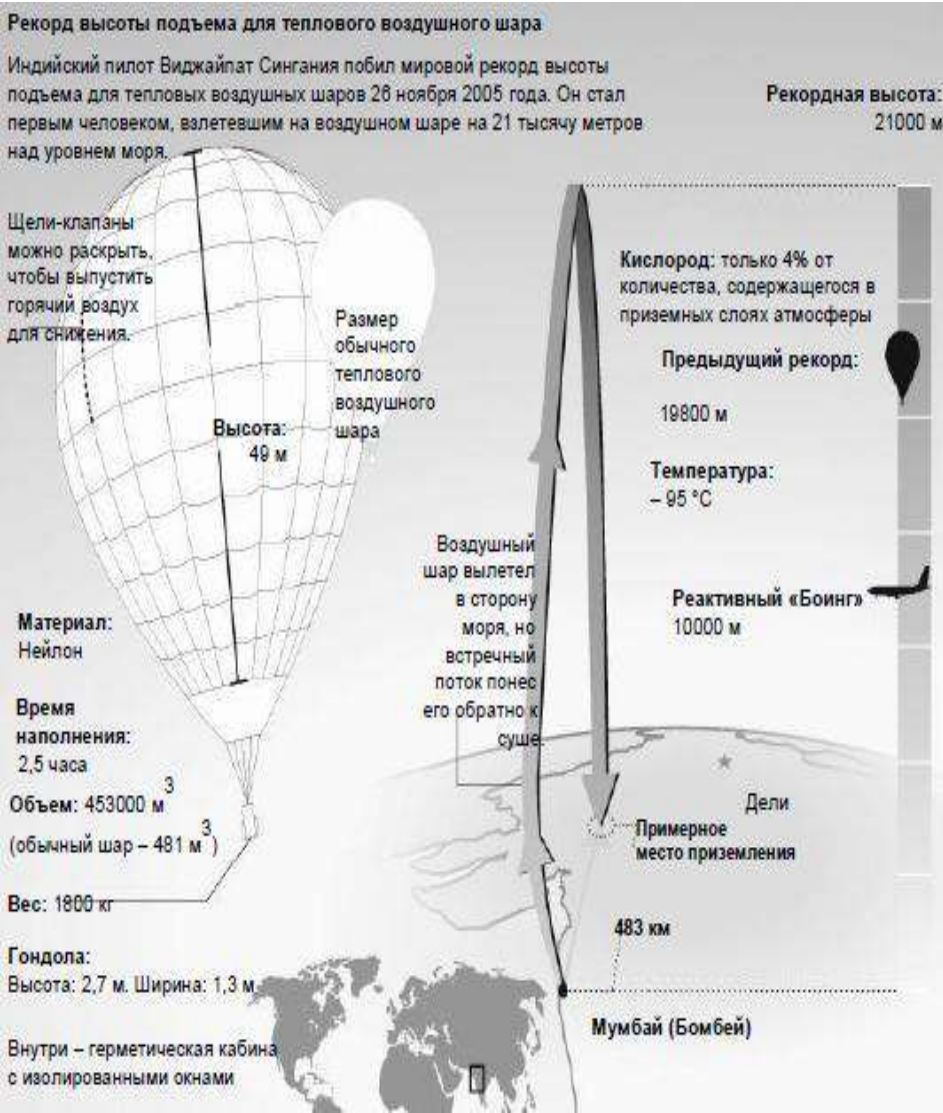 Рекорд высоты подъема для теплового воздушного шара
Индийский пилот Виджайпат Сингания побил мировой рекорд высоты
подъема для тепловых воздушных шаров 26 ноября 2005 года. Он стал
первым человеком, взлетевшим на воздушном шаре на 21 тысячу метров
над уровнем моря.
Рекордная высота:
21000 м
Щели-клапаны
можно раскрыть,
чтобы выпустить
горячий воздух
для снижения.
Размер
обычного
теплового
воздушного
шара
Высота:
49 м
Кислород: только 4% от
количества, содержащегося в
приземных слоях атмосферы
Предыдущий рекорд:
19800 м
Температура:
– 95 °C
Воздушный
шар вылетел
в сторону
моря, но
встречный
поток понес
его обратно к
суше.
Реактивный «Боинг»
10000 м
Материал:
Нейлон
Время
наполнения:
2,5 часа
Объем: 453000 м³
(обычный шар – 481 м³)
Вес: 1800 кг
Гондола:
Высота: 2,7 м. Ширина: 1,3 м
Внутри – герметическая кабина
с изолированными окнами
Дели
Примерное
место приземления
483 км
Мумбай (Бомбей)